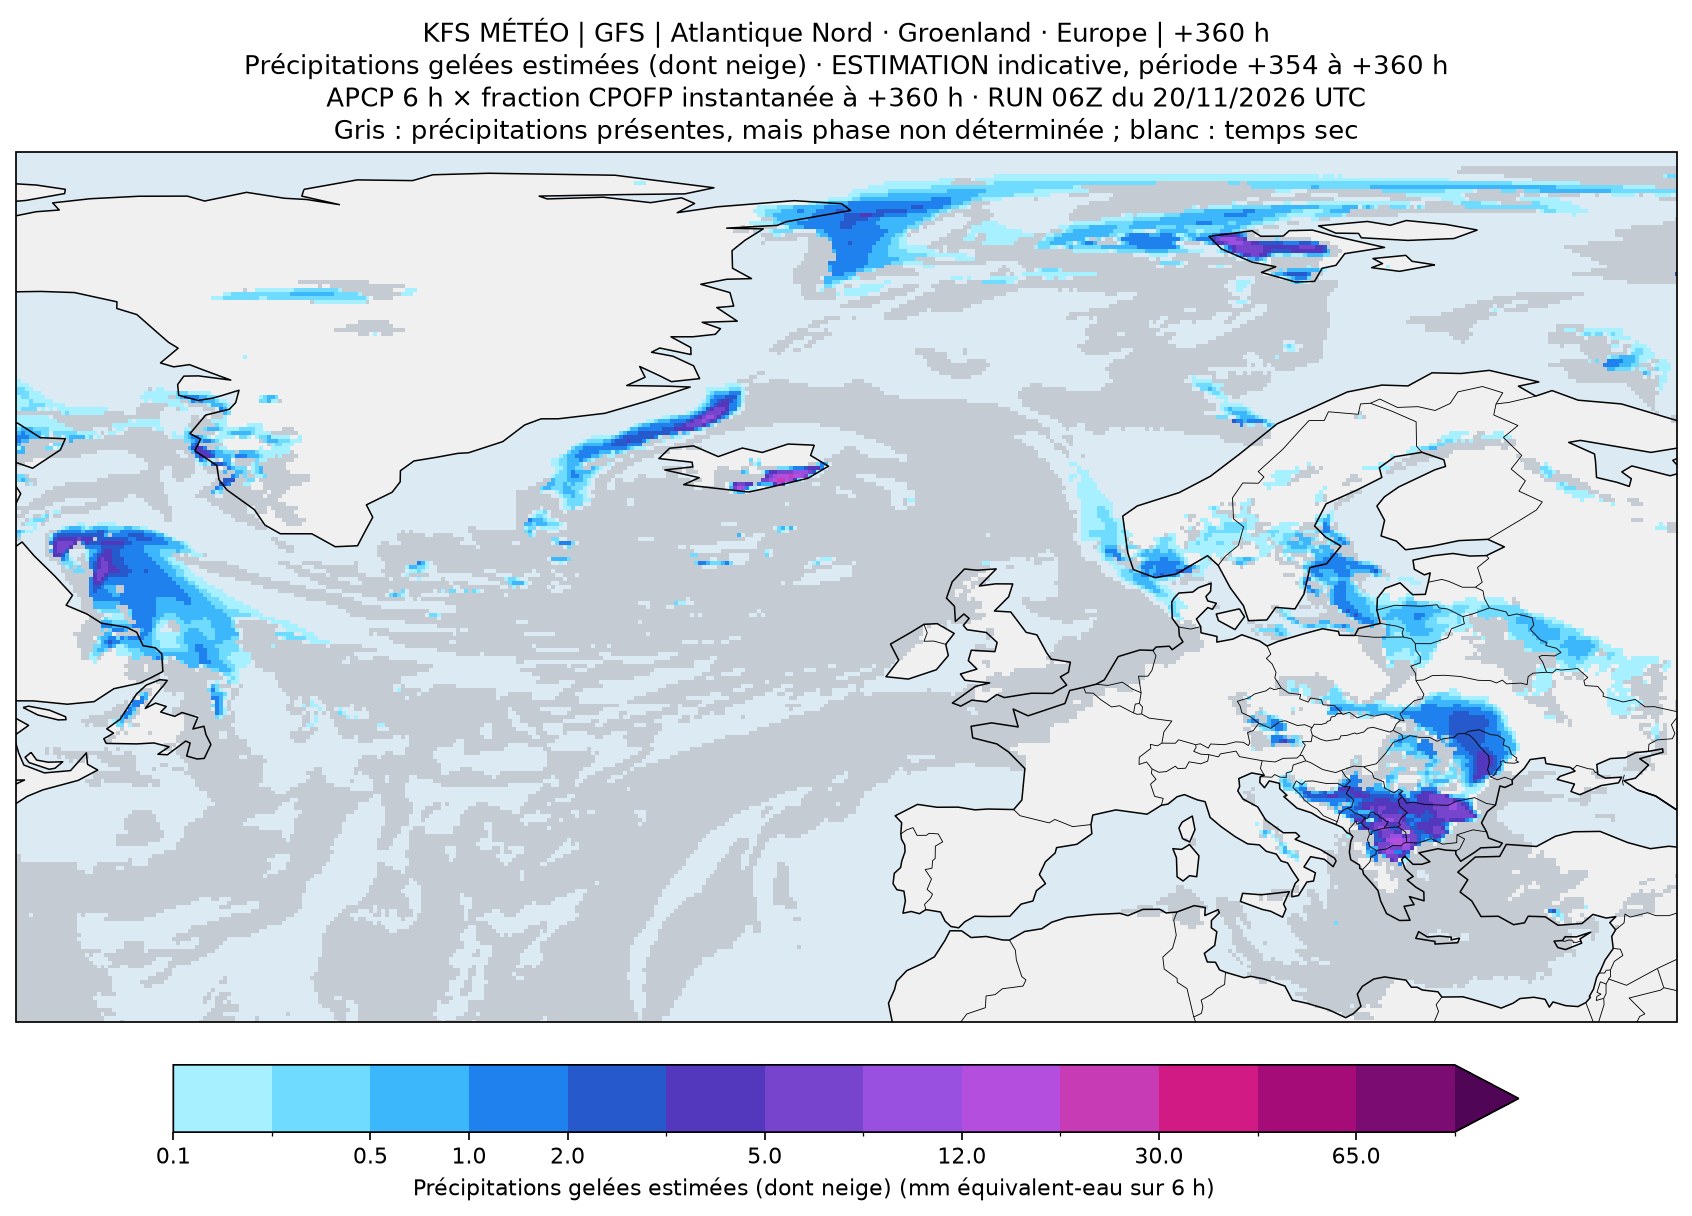 KFS MÉTÉO | GFS | Atlantique Nord · Groenland · Europe | +360 h
Précipitations gelées estimées (dont neige) · ESTIMATION indicative, période +354 à +360 h
APCP 6 h × fraction CPOFP instantanée à +360 h · RUN 06Z du 20/11/2026 UTC
Gris : précipitations présentes, mais phase non déterminée ; blanc : temps sec
0.1 0.5 1.0 2.0 5.0 12.0 30.0 65.0
Précipitations gelées estimées (dont neige) (mm équivalent-eau sur 6 h)